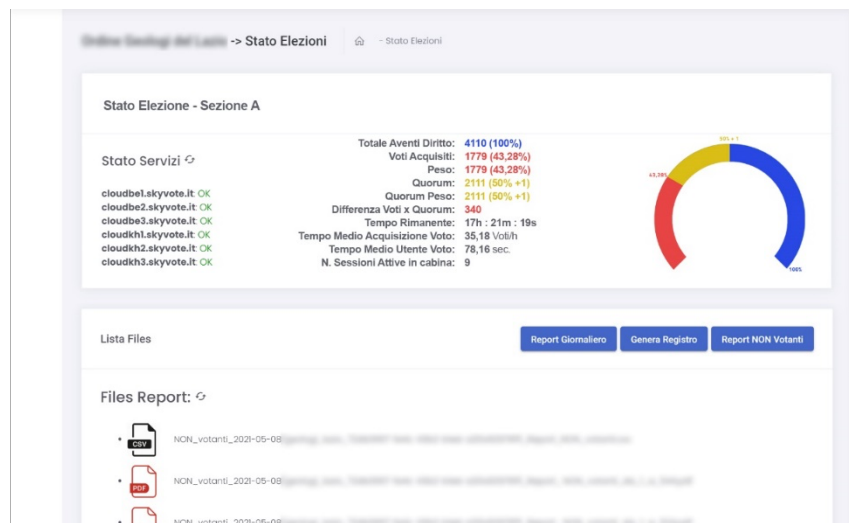 -> Stato Elezioni - Stato Elezioni
Stato Elezione - Sezione A
Stato Servizi
cloudbe1.skyvote.it: OK
cloudbe2.skyvote.it: OK
cloudbe3.skyvote.it: OK
cloudkh1.skyvote.it: OK
cloudkh2.skyvote.it: OK
cloudkh3.skyvote.it: OK
Totale Aventi Diritto: 4110 (100%)
Voti Acquisiti: 1779 (43,28%)
Peso: 1779 (43,28%)
Quorum: 2111 (50% +1)
Quorum Peso: 2111 (50% +1)
Differenza Voti x Quorum: 340
Tempo Rimanente: 17h : 21m : 19s
Tempo Medio Acquisizione Voto: 35,18 Voti/h
Tempo Medio Utente Voto: 78,16 sec.
N. Sessioni Attive in cabina: 9
50% + 1
43,28%
100%
Lista Files
Report Giornaliero
Genera Registro
Report NON Votanti
Files Report:
CSV NON_votanti_2021-05-08
PDF NON_votanti_2021-05-08
NON_votanti_2021-05-08